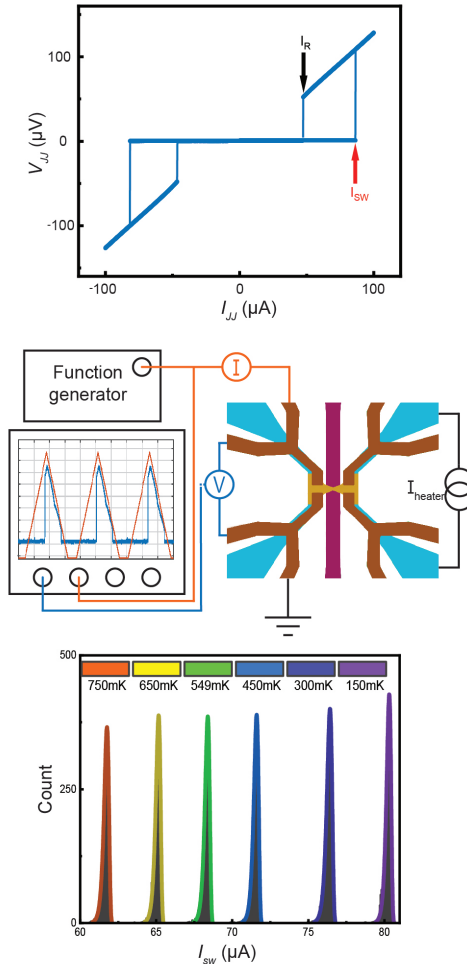 I_R
100
V_JJ (μV)
0
I_SW
-100
-100
0
100
I_JJ (μA)
Function
generator
I
V
I_heater
500
750mK
650mK
549mK
450mK
300mK
150mK
Count
250
0
60
65
70
75
80
I_sw (μA)